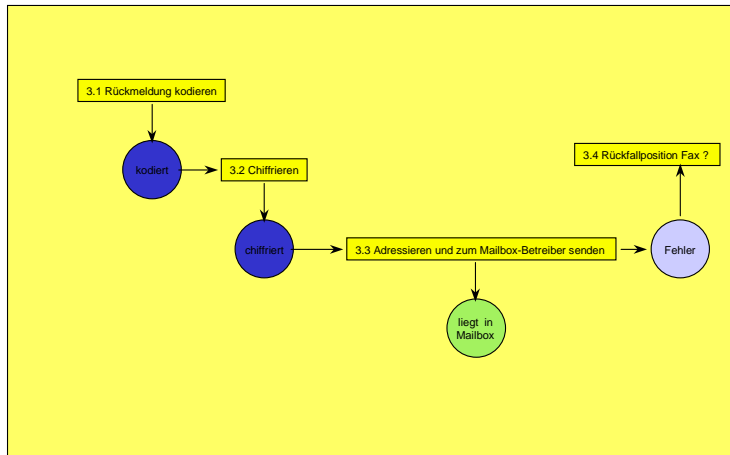 3.1 Rückmeldung kodieren
kodiert
3.2 Chiffrieren
3.4 Rückfallposition Fax ?
chiffriert
3.3 Adressieren und zum Mailbox-Betreiber senden
Fehler
liegt in
Mailbox